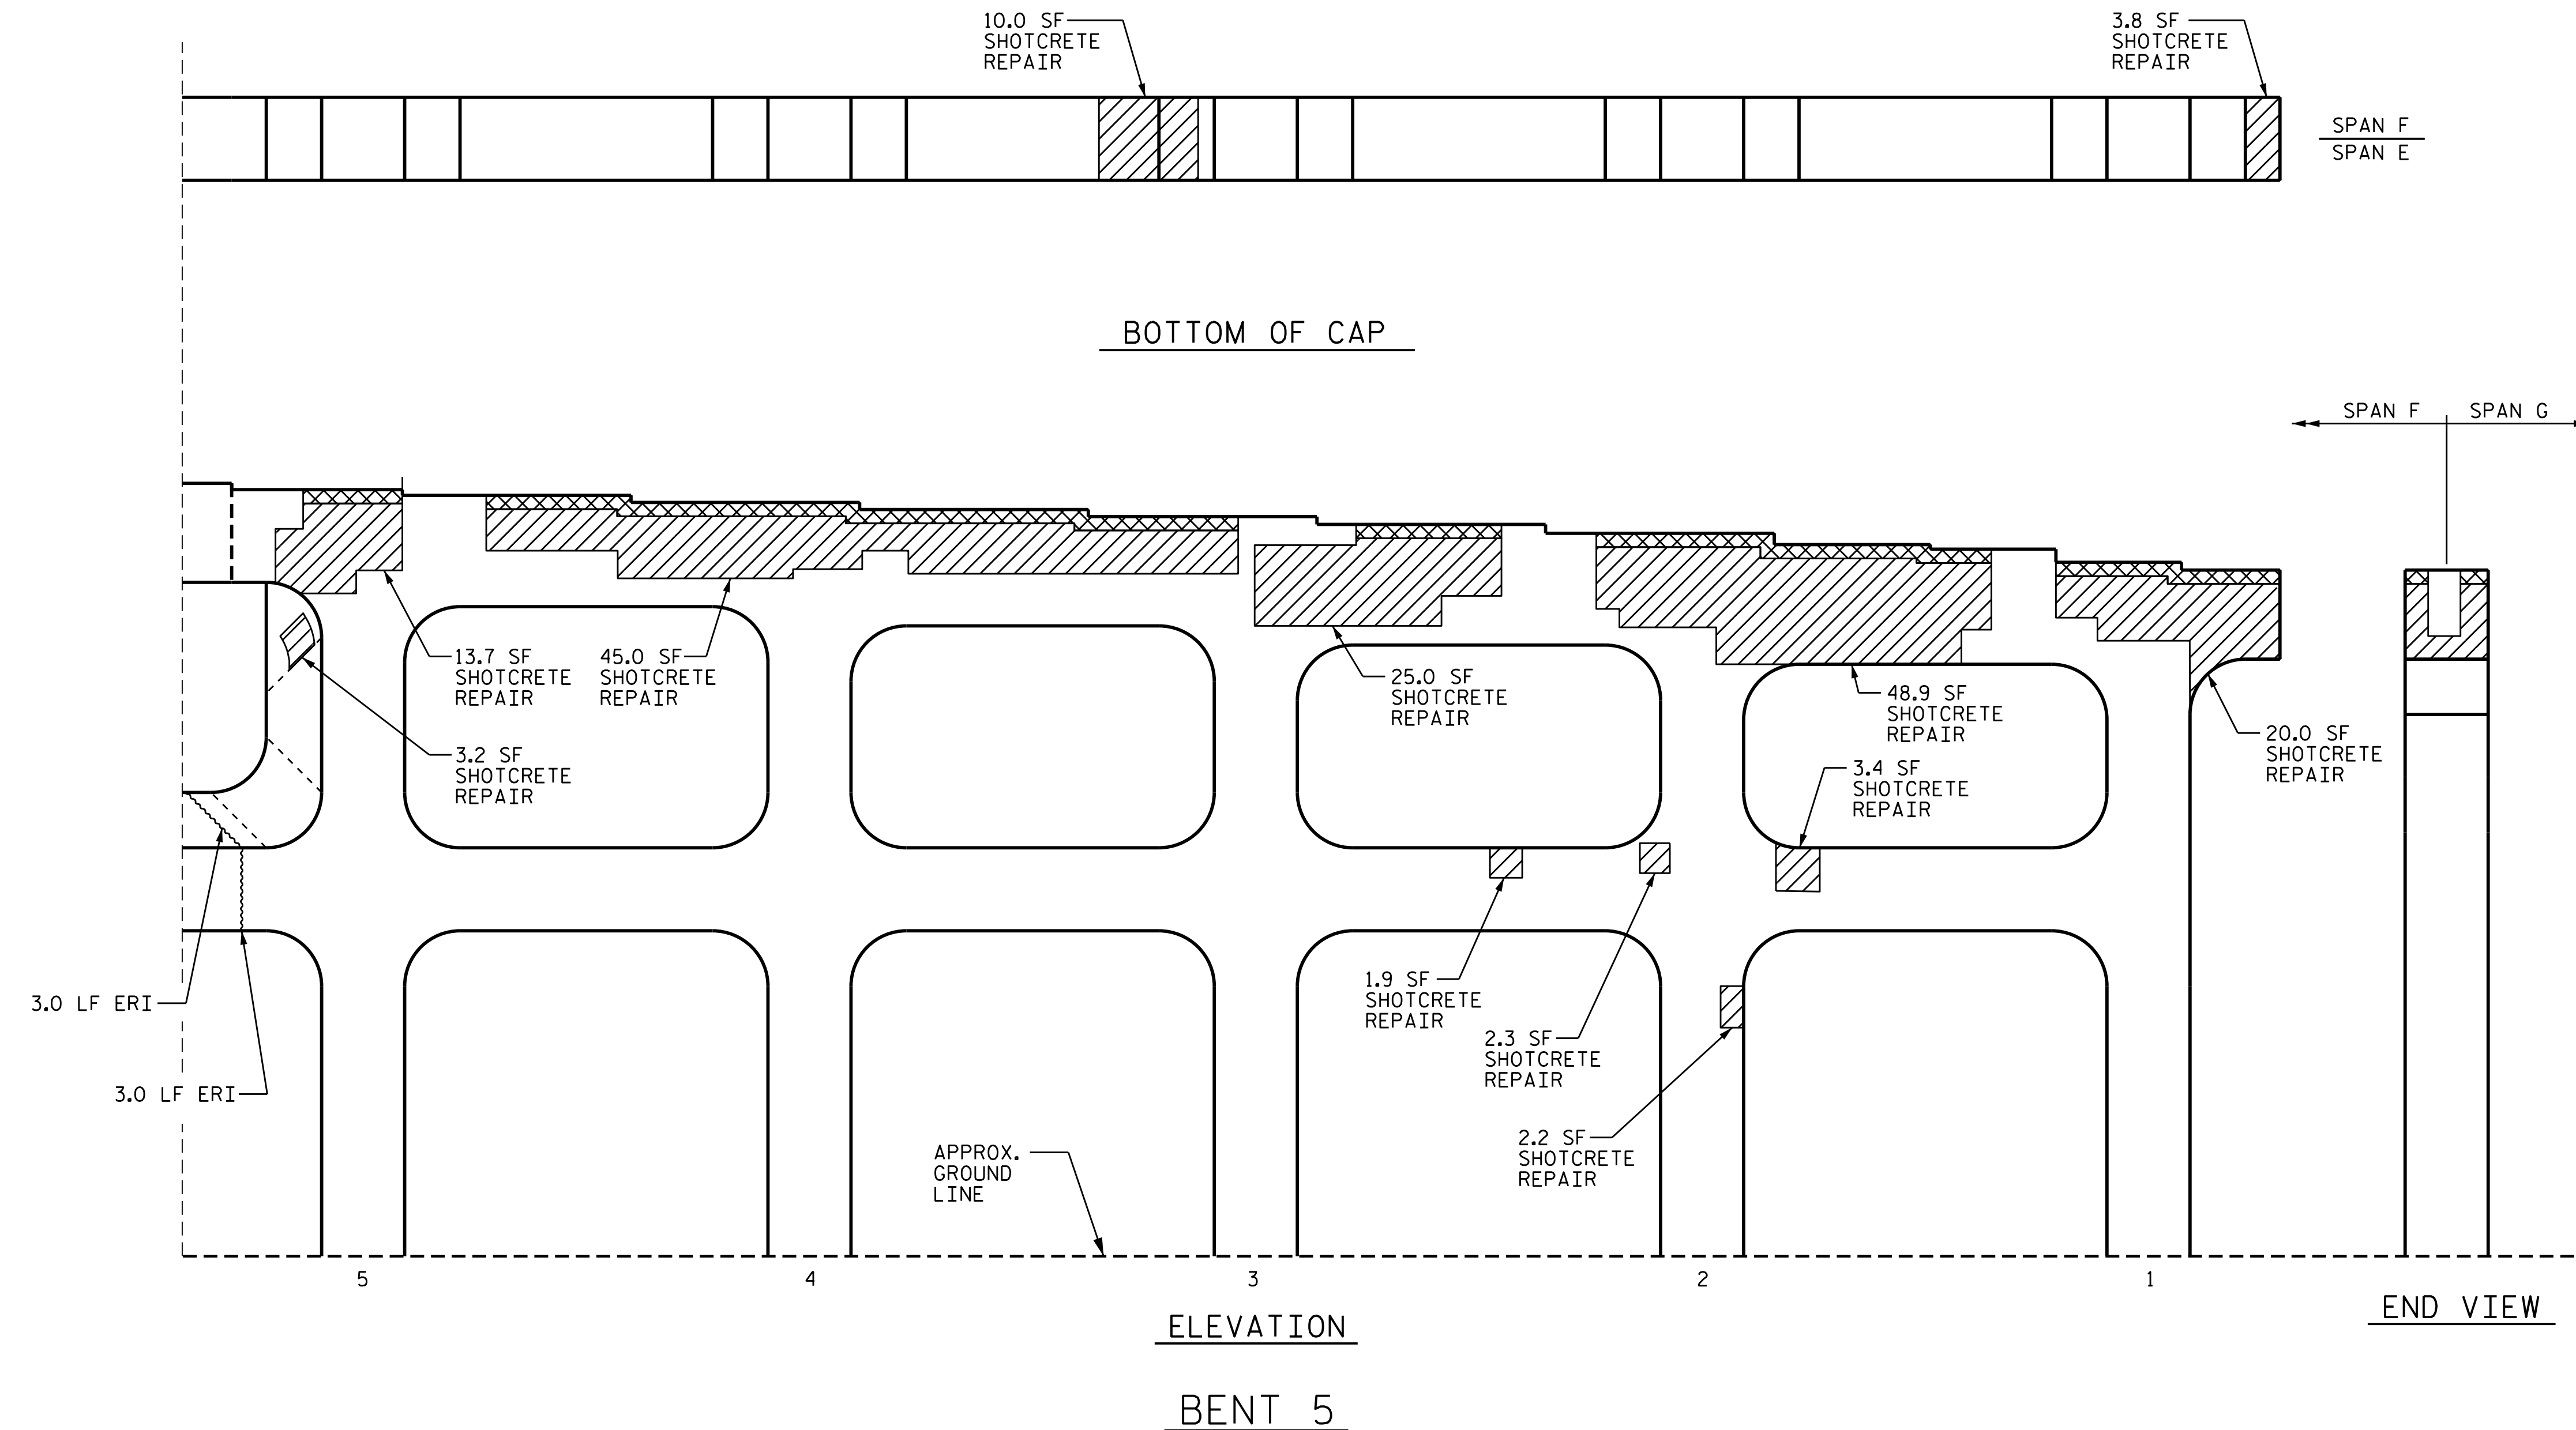 10.0 SF
SHOTCRETE
REPAIR
3.8 SF
SHOTCRETE
REPAIR
SPAN F
SPAN E
BOTTOM OF CAP
SPAN F
SPAN G
13.7 SF
SHOTCRETE
REPAIR
45.0 SF
SHOTCRETE
REPAIR
25.0 SF
SHOTCRETE
REPAIR
48.9 SF
SHOTCRETE
REPAIR
20.0 SF
SHOTCRETE
REPAIR
3.2 SF
SHOTCRETE
REPAIR
3.4 SF
SHOTCRETE
REPAIR
1.9 SF
SHOTCRETE
REPAIR
2.3 SF
SHOTCRETE
REPAIR
2.2 SF
SHOTCRETE
REPAIR
3.0 LF ERI
3.0 LF ERI
APPROX.
GROUND
LINE
5
4
3
2
1
ELEVATION
END VIEW
BENT 5